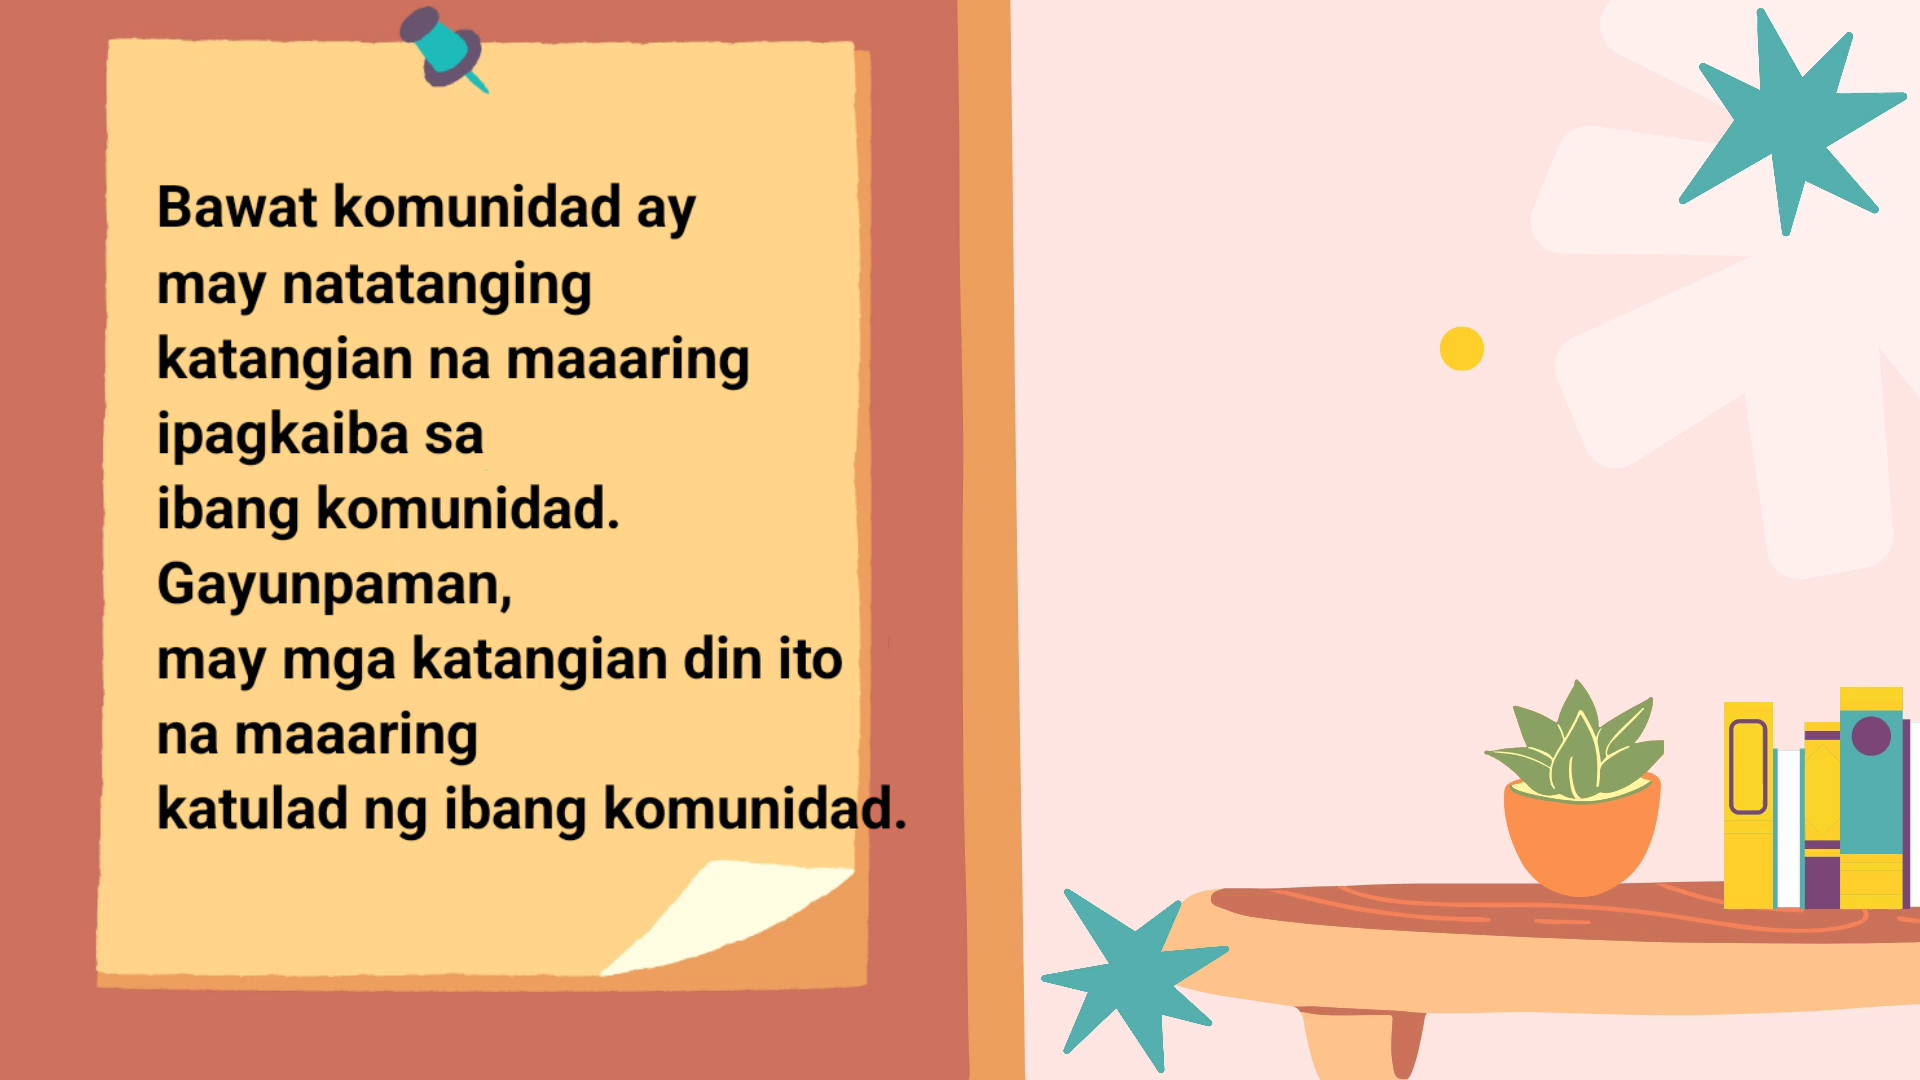 Bawat komunidad ay
may natatanging
katangian na maaaring
ipagkaiba sa
ibang komunidad.
Gayunpaman,
may mga katangian din ito
na maaaring
katulad ng ibang komunidad.